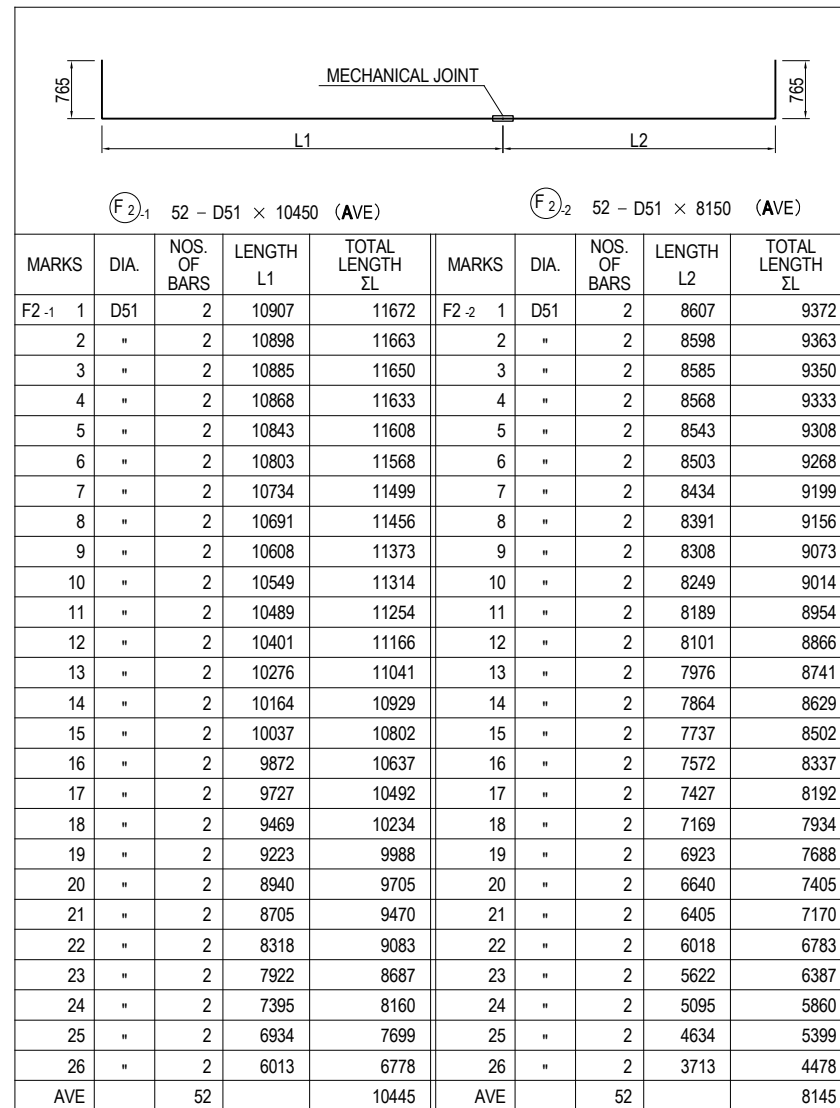 765 MECHANICAL JOINT 765
L1 L2
F 2 -1 52 – D51 × 10450 (AVE) F 2 -2 52 – D51 × 8150 (AVE)
MARKS DIA. NOS. OF BARS LENGTH L1 TOTAL LENGTH ΣL MARKS DIA. NOS. OF BARS LENGTH L2 TOTAL LENGTH ΣL
F2 -1 1 D51 2 10907 11672 F2 -2 1 D51 2 8607 9372
2 " 2 10898 11663 2 " 2 8598 9363
3 " 2 10885 11650 3 " 2 8585 9350
4 " 2 10868 11633 4 " 2 8568 9333
5 " 2 10843 11608 5 " 2 8543 9308
6 " 2 10803 11568 6 " 2 8503 9268
7 " 2 10734 11499 7 " 2 8434 9199
8 " 2 10691 11456 8 " 2 8391 9156
9 " 2 10608 11373 9 " 2 8308 9073
10 " 2 10549 11314 10 " 2 8249 9014
11 " 2 10489 11254 11 " 2 8189 8954
12 " 2 10401 11166 12 " 2 8101 8866
13 " 2 10276 11041 13 " 2 7976 8741
14 " 2 10164 10929 14 " 2 7864 8629
15 " 2 10037 10802 15 " 2 7737 8502
16 " 2 9872 10637 16 " 2 7572 8337
17 " 2 9727 10492 17 " 2 7427 8192
18 " 2 9469 10234 18 " 2 7169 7934
19 " 2 9223 9988 19 " 2 6923 7688
20 " 2 8940 9705 20 " 2 6640 7405
21 " 2 8705 9470 21 " 2 6405 7170
22 " 2 8318 9083 22 " 2 6018 6783
23 " 2 7922 8687 23 " 2 5622 6387
24 " 2 7395 8160 24 " 2 5095 5860
25 " 2 6934 7699 25 " 2 4634 5399
26 " 2 6013 6778 26 " 2 3713 4478
AVE 52 10445 AVE 52 8145